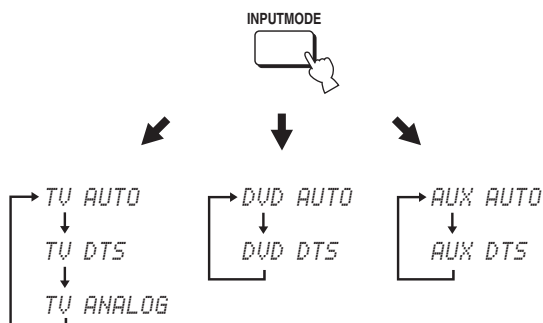 INPUTMODE
TV AUTO
TV DTS
TV ANALOG
DVD AUTO
DVD DTS
AUX AUTO
AUX DTS